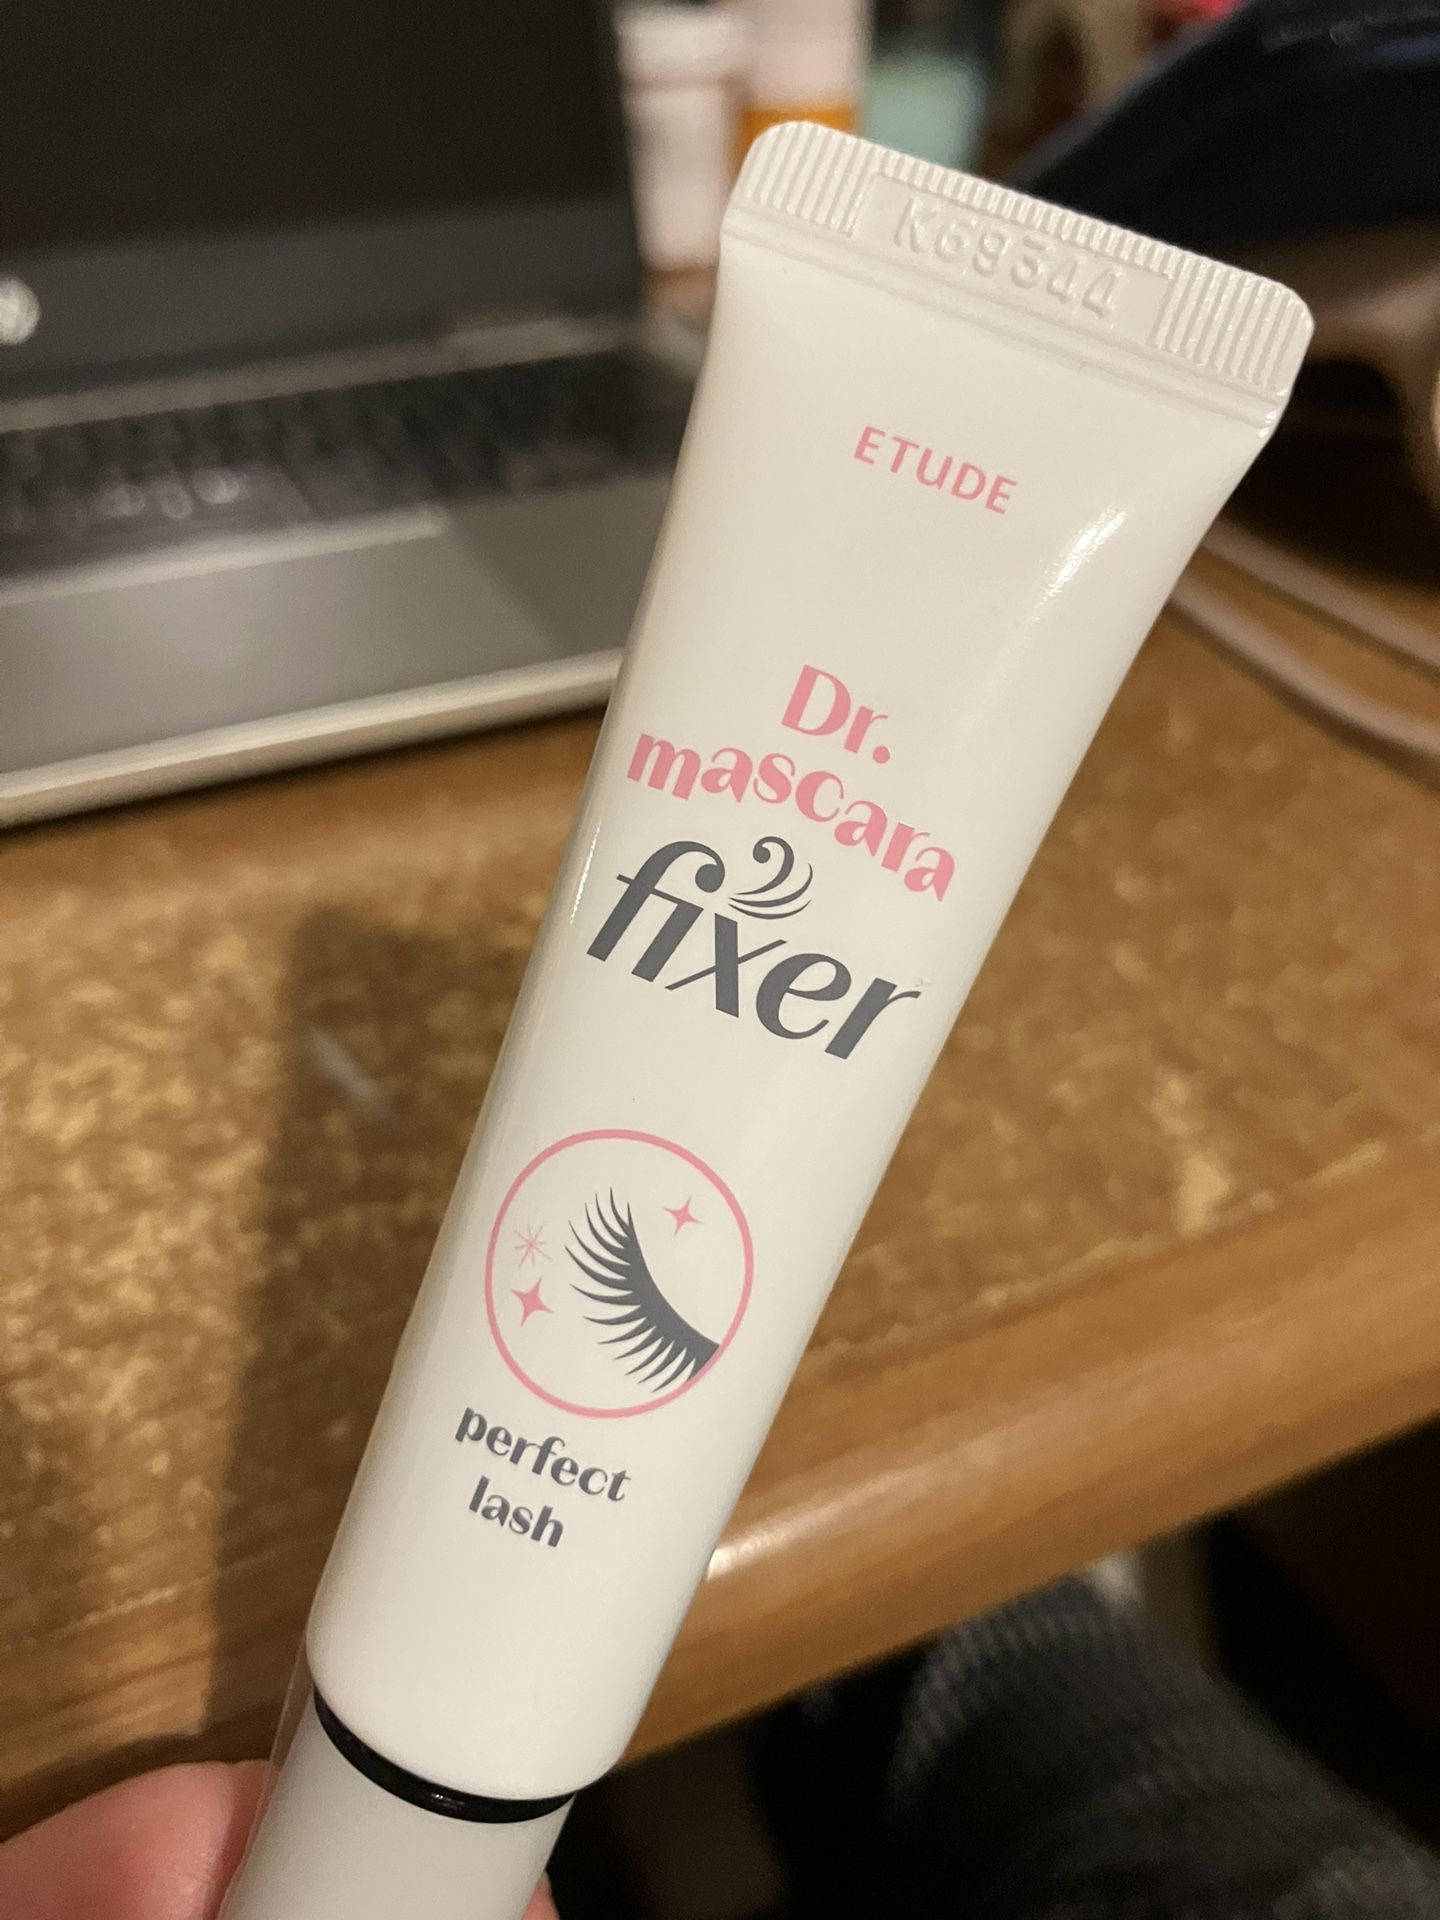 K69344
ETUDE
Dr.
mascara
fixer
perfect
lash